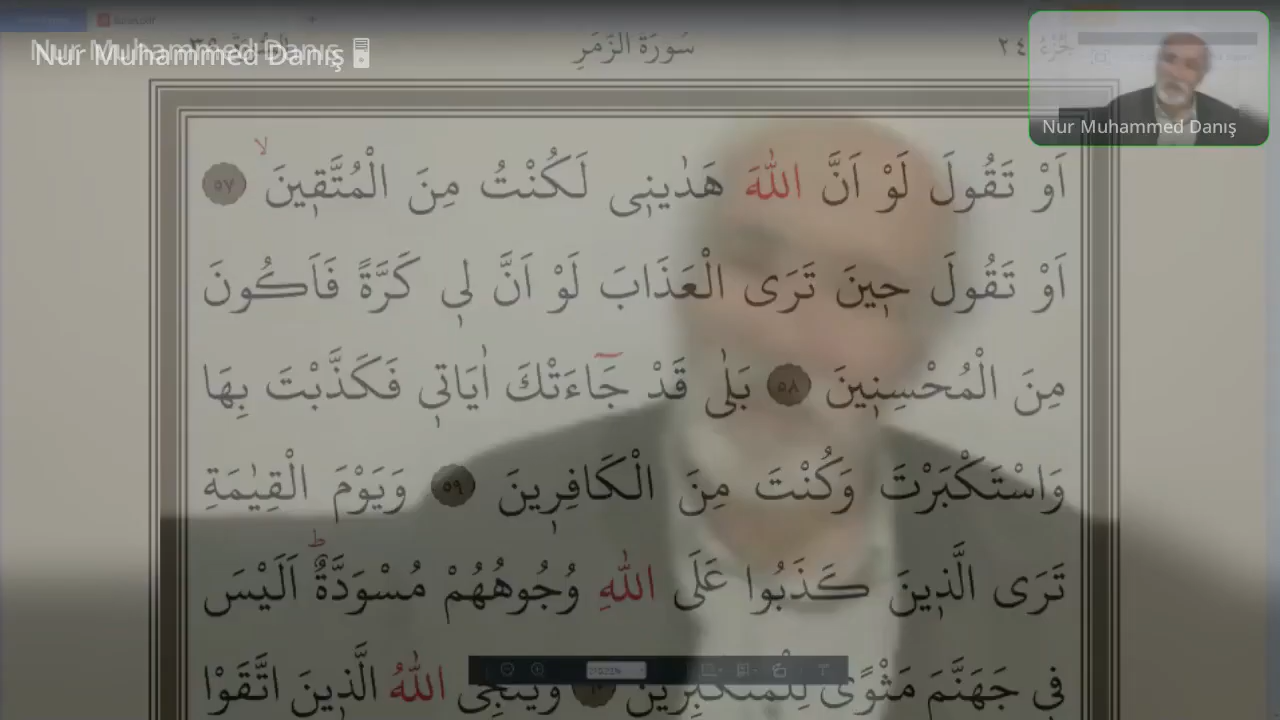 Nur Muhammed Danış
سُورَةُ الزُّمَرِ
Nur Muhammed Danış
اَوْ تَقُولَ لَوْ اَنَّ اللّٰهَ هَدٰينٖى لَكُنْتُ مِنَ الْمُتَّقٖينَۙ ﴿٥٧﴾
اَوْ تَقُولَ حٖينَ تَرَى الْعَذَابَ لَوْ اَنَّ لٖى كَرَّةً فَاَكُونَ
مِنَ الْمُحْسِنٖينَ ﴿٥٨﴾ بَلٰى قَدْ جَٓاءَتْكَ اٰيَاتٖى فَكَذَّبْتَ بِهَا
وَاسْتَكْبَرْتَ وَكُنْتَ مِنَ الْكَافِرٖينَ ﴿٥٩﴾ وَيَوْمَ الْقِيٰمَةِ
تَرَى الَّذٖينَ كَذَبُوا عَلَى اللّٰهِ وُجُوهُهُمْ مُسْوَدَّةٌؕ اَلَيْسَ
فٖى جَهَنَّمَ مَثْوًى لِلْمُتَكَبِّرٖينَ وَيُنَجِّى اللّٰهُ الَّذٖينَ اتَّقَوْا